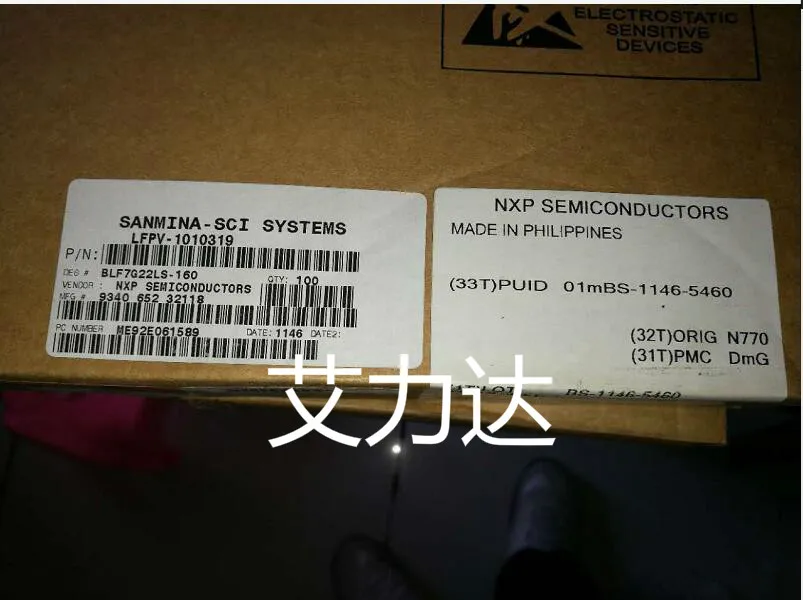 ELECTROSTATIC
SENSITIVE
DEVICES
SANMINA-SCI SYSTEMS
LFPV-1010319
P/N:
DEC # BLF7G22LS-160
QTY: 100
VENDOR : NXP SEMICONDUCTORS
MFG # 9340 652 32118
PC NUMBER ME92E061589 DATE: 1146 DATE2:
NXP SEMICONDUCTORS
MADE IN PHILIPPINES
(33T)PUID 01mBS-1146-5460
(32T)ORIG N770
(31T)PMC DmG
BS-1146-5460
艾力达